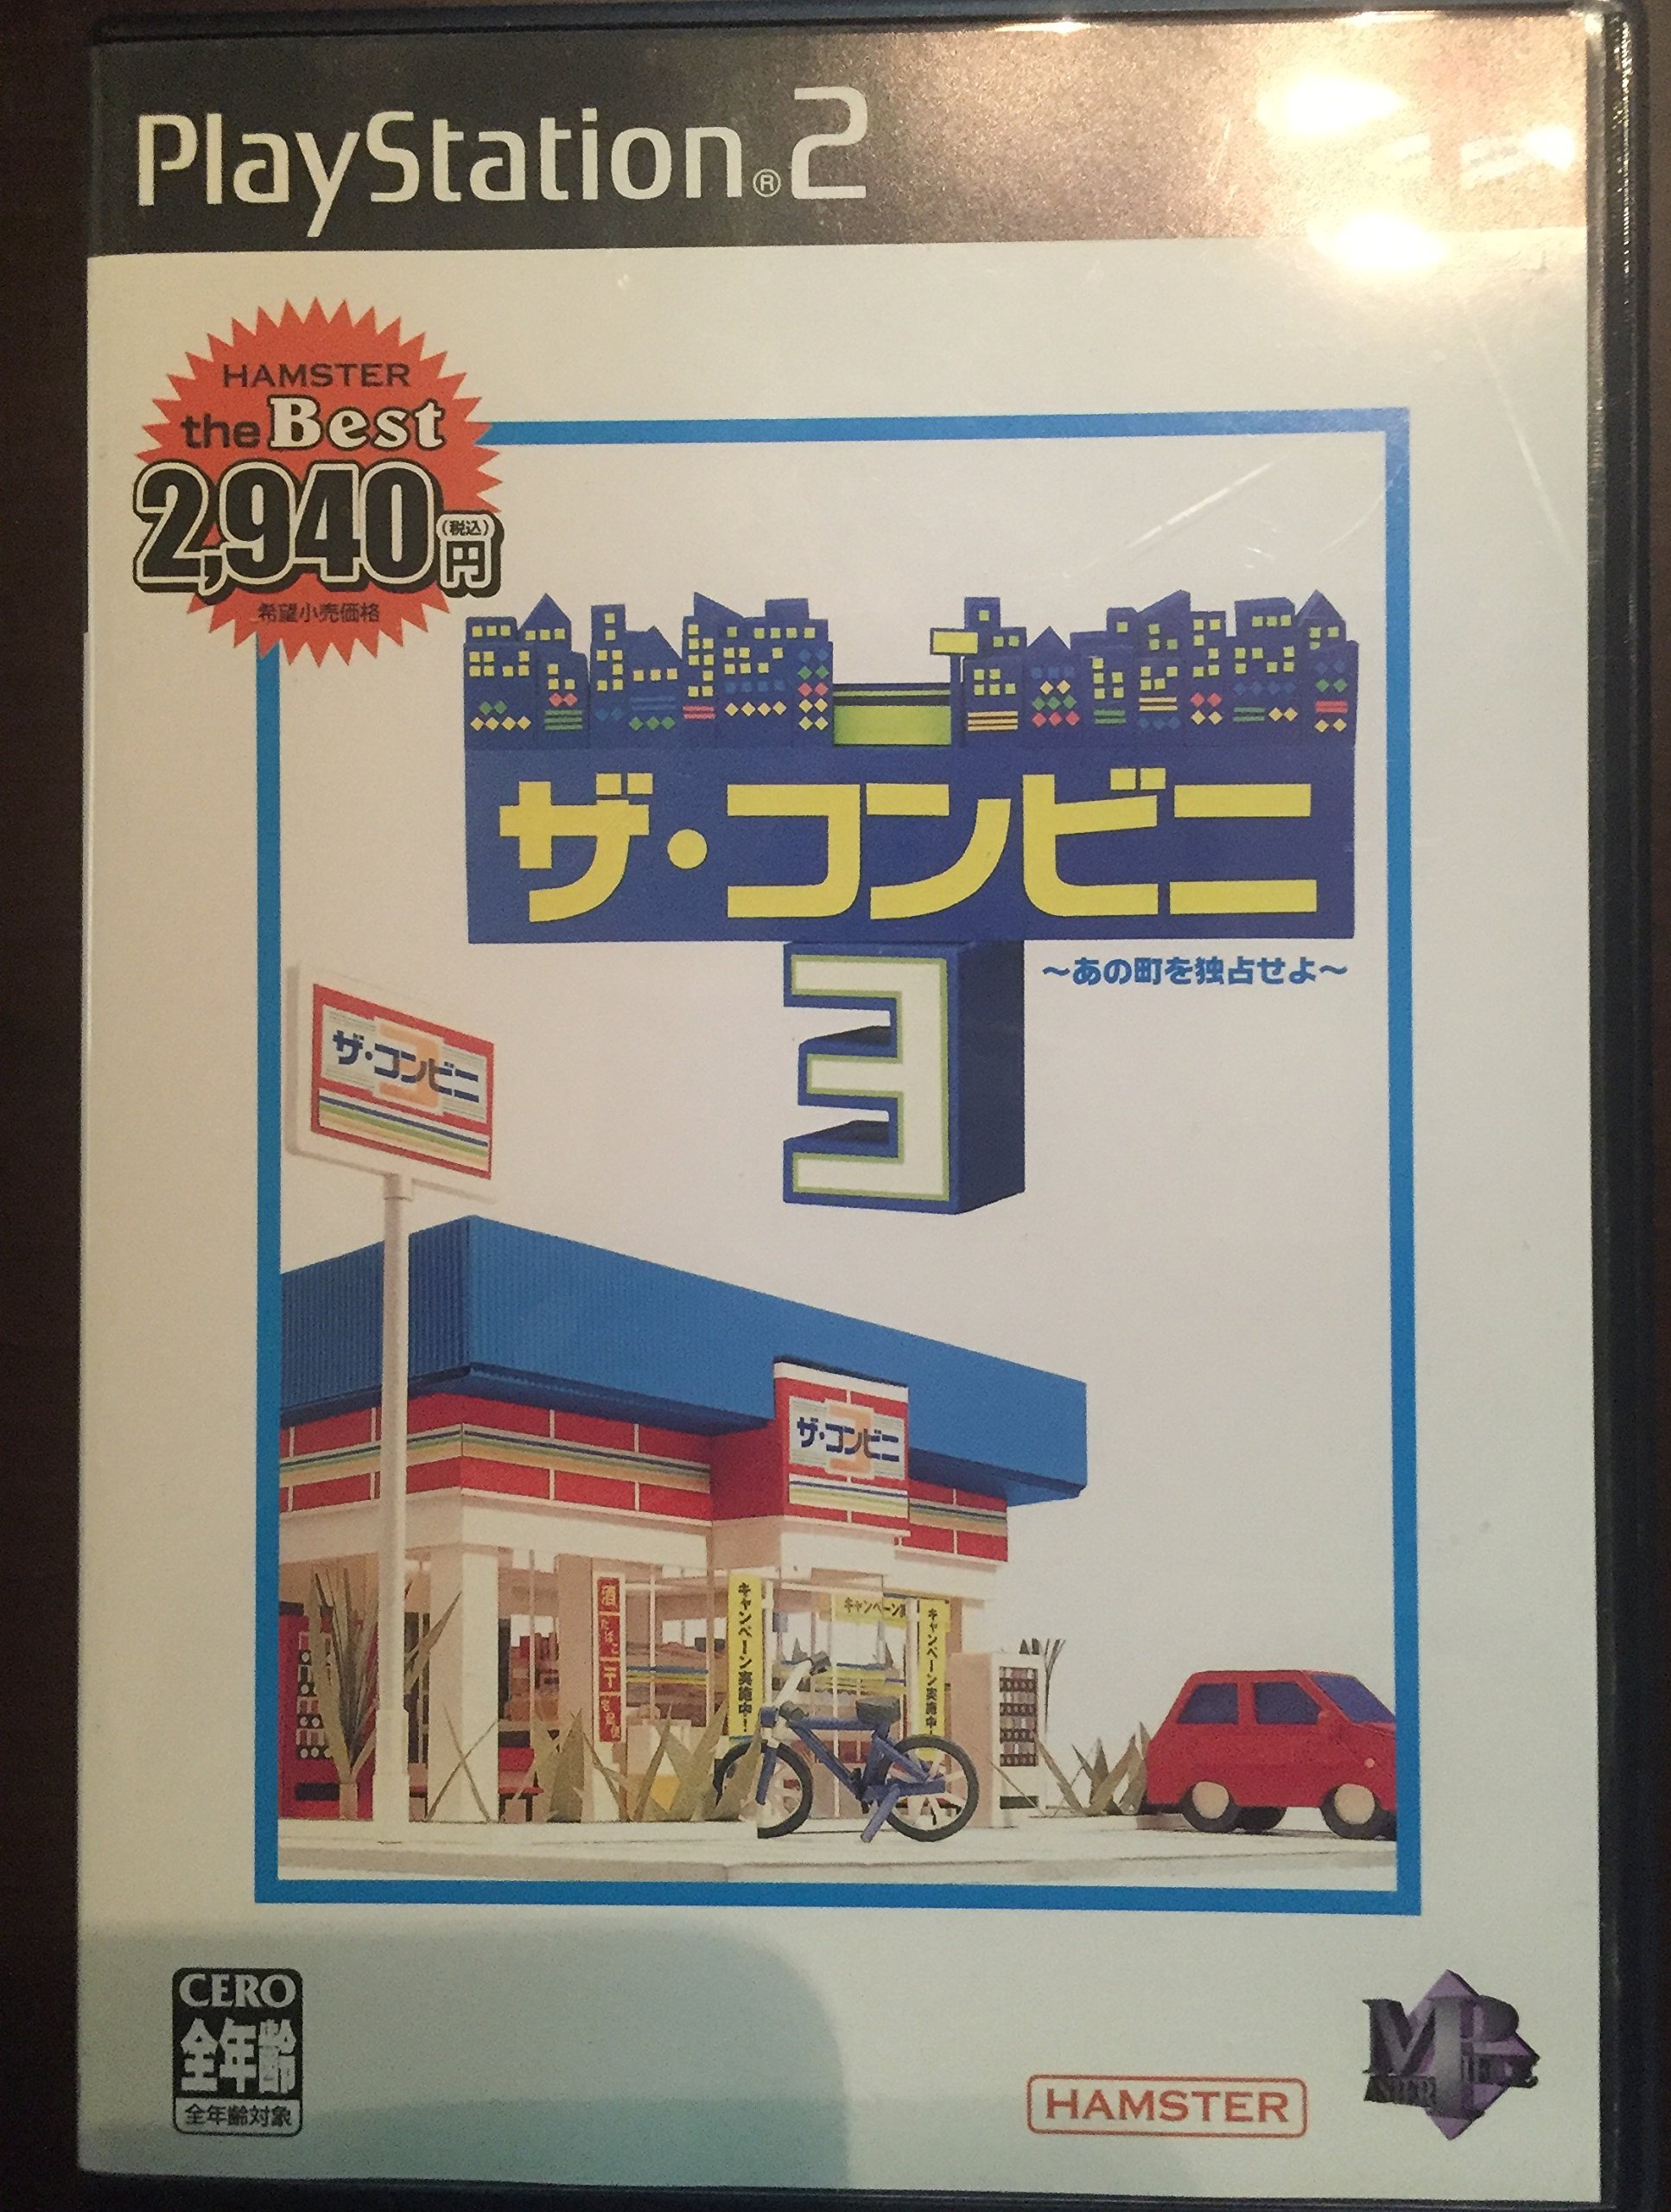 PlayStation®2
HAMSTER
the Best
2,940円
(税込)
希望小売価格
ザ・コンビニ
3
~あの町を独占せよ~
ザ・コンビニ
ザ・コンビニ
酒
たばこ
〒
キャンペーン実施中!
キャンペーン
キャンペーン実施中
CERO
全年齢
全年齢対象
HAMSTER